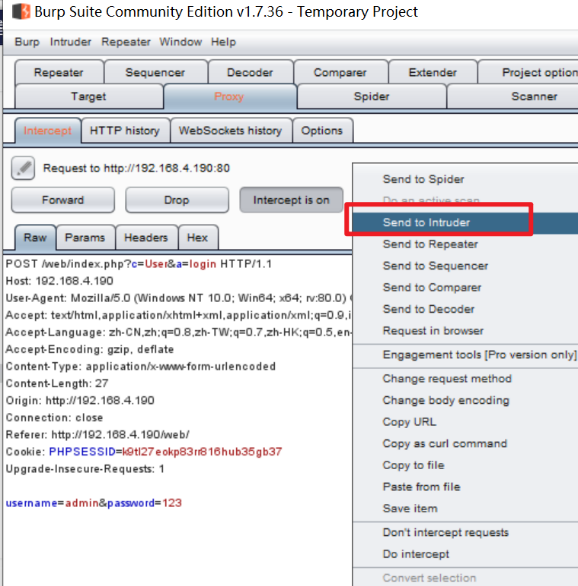 Burp Suite Community Edition v1.7.36 - Temporary Project
Burp Intruder Repeater Window Help
Repeater Sequencer Decoder Comparer Extender Project option
Target Proxy Spider Scanner
Intercept HTTP history WebSockets history Options
Request to http://192.168.4.190:80
Forward Drop Intercept is on
Raw Params Headers Hex
POST /web/index.php?c=User&a=login HTTP/1.1
Host: 192.168.4.190
User-Agent: Mozilla/5.0 (Windows NT 10.0; Win64; x64; rv:80.0)
Accept: text/html,application/xhtml+xml,application/xml;q=0.9,i
Accept-Language: zh-CN,zh;q=0.8,zh-TW;q=0.7,zh-HK;q=0.5,en-
Accept-Encoding: gzip, deflate
Content-Type: application/x-www-form-urlencoded
Content-Length: 27
Origin: http://192.168.4.190
Connection: close
Referer: http://192.168.4.190/web/
Cookie: PHPSESSID=k9tl27eokp83rr816hub35gb37
Upgrade-Insecure-Requests: 1
username=admin&password=123
Send to Spider
Do an active scan
Send to Intruder
Send to Repeater
Send to Sequencer
Send to Comparer
Send to Decoder
Request in browser
Engagement tools [Pro version only]
Change request method
Change body encoding
Copy URL
Copy as curl command
Copy to file
Paste from file
Save item
Don't intercept requests
Do intercept
Convert selection